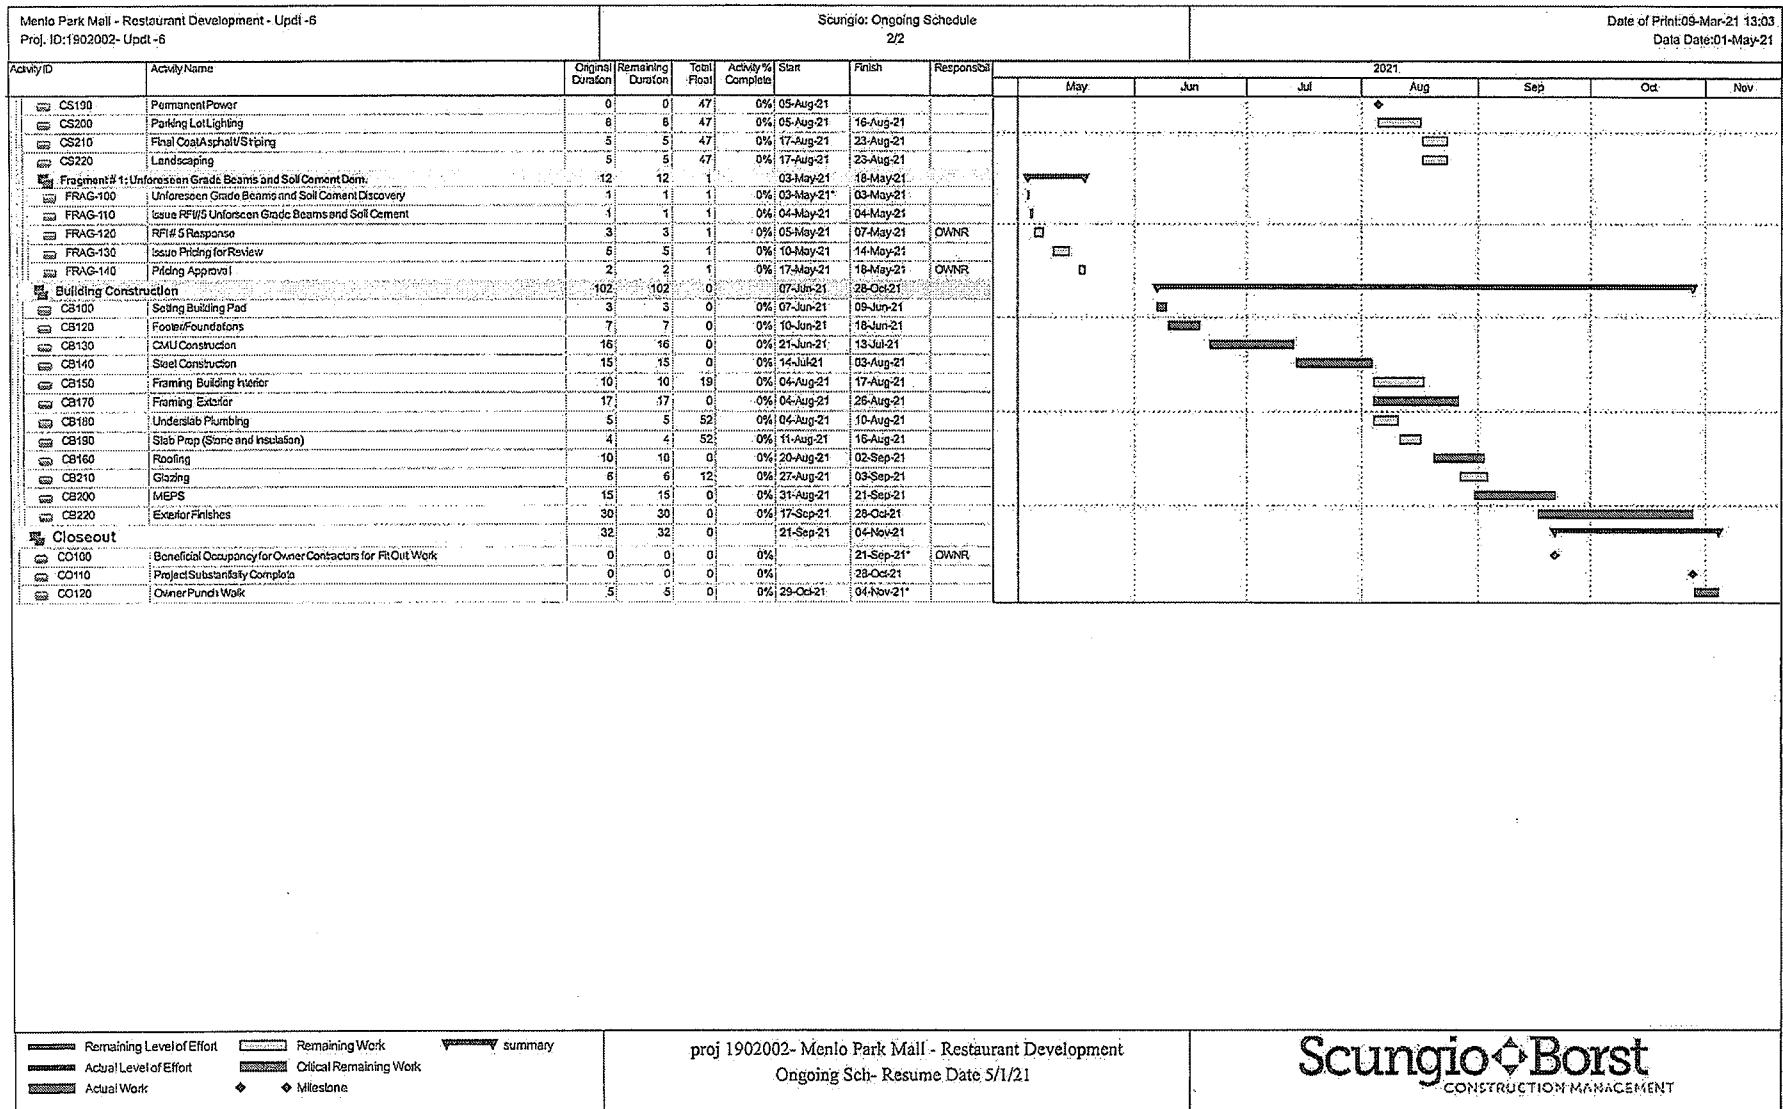 Menlo Park Mall - Restaurant Development - Updt -6
Proj. ID:1902002- Updt -6
Scungio: Ongoing Schedule
2/2
Date of Print:09-Mar-21 13:03
Data Date:01-May-21
Activity ID Activity Name Original Duration Remaining Duration Total Float Activity % Complete Start Finish Responsibil 2021
May Jun Jul Aug Sep Oct Nov
CS190 Permanent Power 0 0 47 0% 05-Aug-21
CS200 Parking Lot Lighting 8 8 47 0% 05-Aug-21 16-Aug-21
CS210 Final Coat Asphalt/Striping 5 5 47 0% 17-Aug-21 23-Aug-21
CS220 Landscaping 5 5 47 0% 17-Aug-21 23-Aug-21
Fragment # 1: Unforeseen Grade Beams and Soil Cement Dem. 12 12 1 03-May-21 18-May-21
FRAG-100 Unforeseen Grade Beams and Soil Cement Discovery 1 1 1 0% 03-May-21* 03-May-21
FRAG-110 Issue RFI#5 Unforseen Grade Beams and Soil Cement 1 1 1 0% 04-May-21 04-May-21
FRAG-120 RFI# 5 Response 3 3 1 0% 05-May-21 07-May-21 OWNR
FRAG-130 Issue Pricing for Review 5 5 1 0% 10-May-21 14-May-21
FRAG-140 Pricing Approval 2 2 1 0% 17-May-21 18-May-21 OWNR
Building Construction 102 102 0 07-Jun-21 28-Oct-21
CB100 Setting Building Pad 3 3 0 0% 07-Jun-21 09-Jun-21
CB120 Footer/Foundations 7 7 0 0% 10-Jun-21 18-Jun-21
CB130 CMU Construction 16 16 0 0% 21-Jun-21 13-Jul-21
CB140 Steel Construction 15 15 0 0% 14-Jul-21 03-Aug-21
CB150 Framing Building Interior 10 10 19 0% 04-Aug-21 17-Aug-21
CB170 Framing Exterior 17 17 0 0% 04-Aug-21 26-Aug-21
CB180 Underslab Plumbing 5 5 52 0% 04-Aug-21 10-Aug-21
CB190 Slab Prep (Stone and Insulation) 4 4 52 0% 11-Aug-21 16-Aug-21
CB160 Roofing 10 10 0 0% 20-Aug-21 02-Sep-21
CB210 Glazing 6 6 12 0% 27-Aug-21 03-Sep-21
CB200 MEPS 15 15 0 0% 31-Aug-21 21-Sep-21
CB220 Exterior Finishes 30 30 0 0% 17-Sep-21 28-Oct-21
Closeout 32 32 0 21-Sep-21 04-Nov-21
CO100 Beneficial Occupancy for Owner Contractors for Fit Out Work 0 0 0 0% 21-Sep-21* OWNR
CO110 Project Substantially Complete 0 0 0 0% 28-Oct-21
CO120 Owner Punch Walk 5 5 0 0% 29-Oct-21 04-Nov-21*
Remaining Level of Effort Remaining Work summary
Actual Level of Effort Critical Remaining Work
Actual Work Milestone
proj 1902002- Menlo Park Mall - Restaurant Development
Ongoing Sch- Resume Date 5/1/21
Scungio Borst
CONSTRUCTION MANAGEMENT